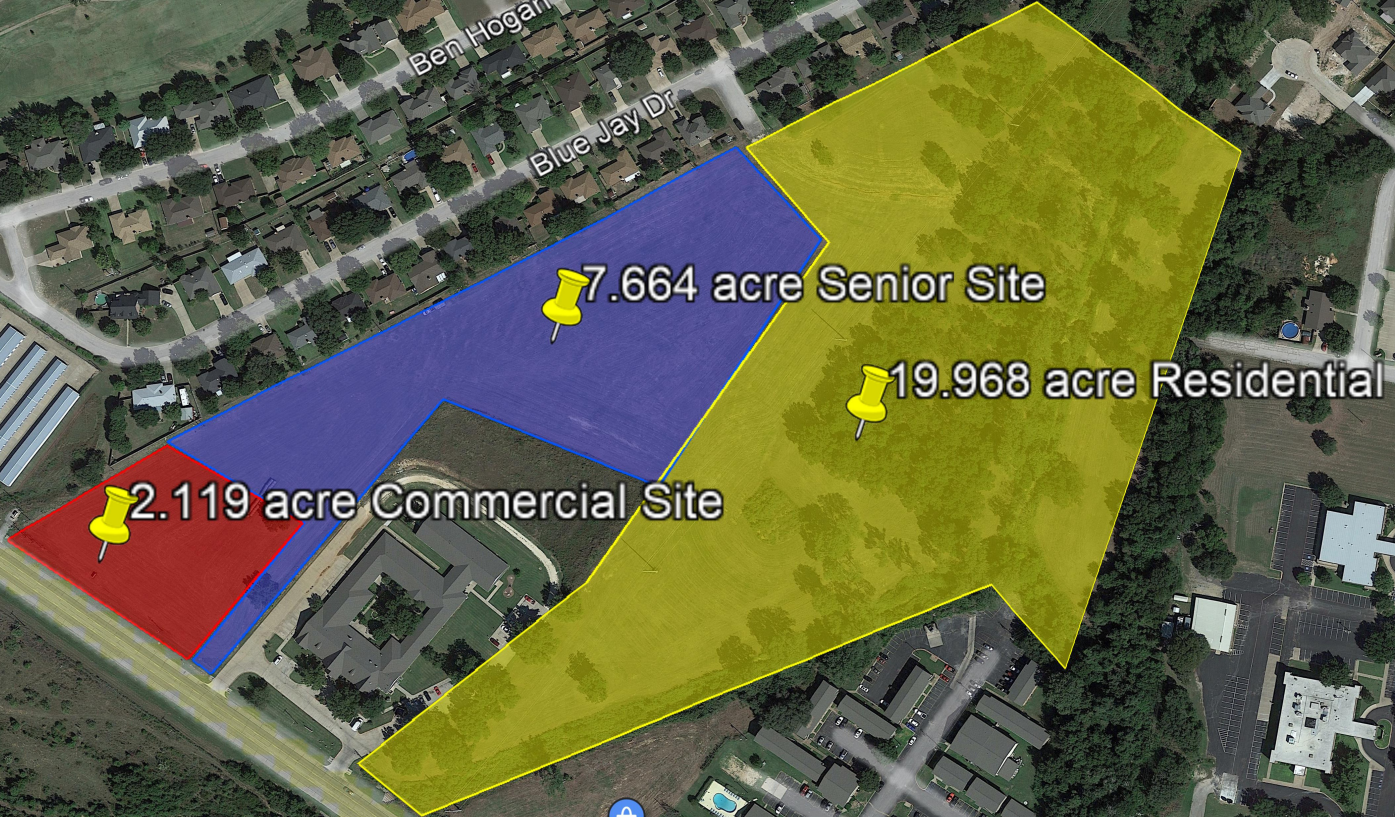 Ben Hogan
Blue Jay Dr
7.664 acre Senior Site
19.968 acre Residential
2.119 acre Commercial Site